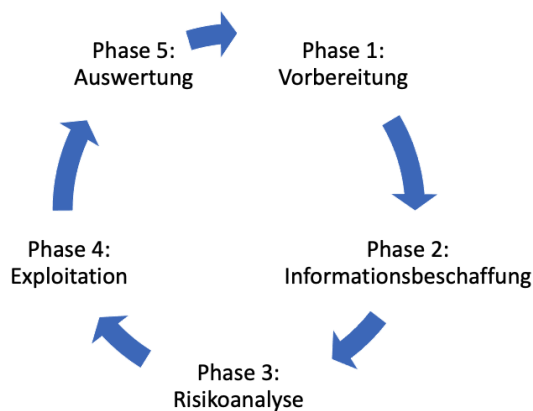 Phase 1:
Vorbereitung
Phase 2:
Informationsbeschaffung
Phase 3:
Risikoanalyse
Phase 4:
Exploitation
Phase 5:
Auswertung